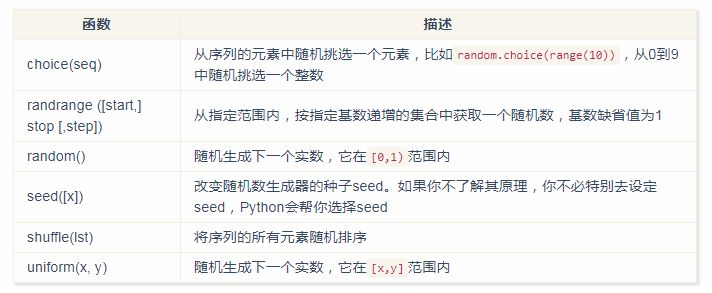 函数 描述
choice(seq) 从序列的元素中随机挑选一个元素，比如random.choice(range(10))，从0到9
中随机挑选一个整数
randrange ([start,]
stop [,step]) 从指定范围内，按指定基数递增的集合中获取一个随机数，基数缺省值为1
random() 随机生成下一个实数，它在[0,1)范围内
seed([x]) 改变随机数生成器的种子seed。如果你不了解其原理，你不必特别去设定
seed，Python会帮你选择seed
shuffle(lst) 将序列的所有元素随机排序
uniform(x, y) 随机生成下一个实数，它在[x,y]范围内